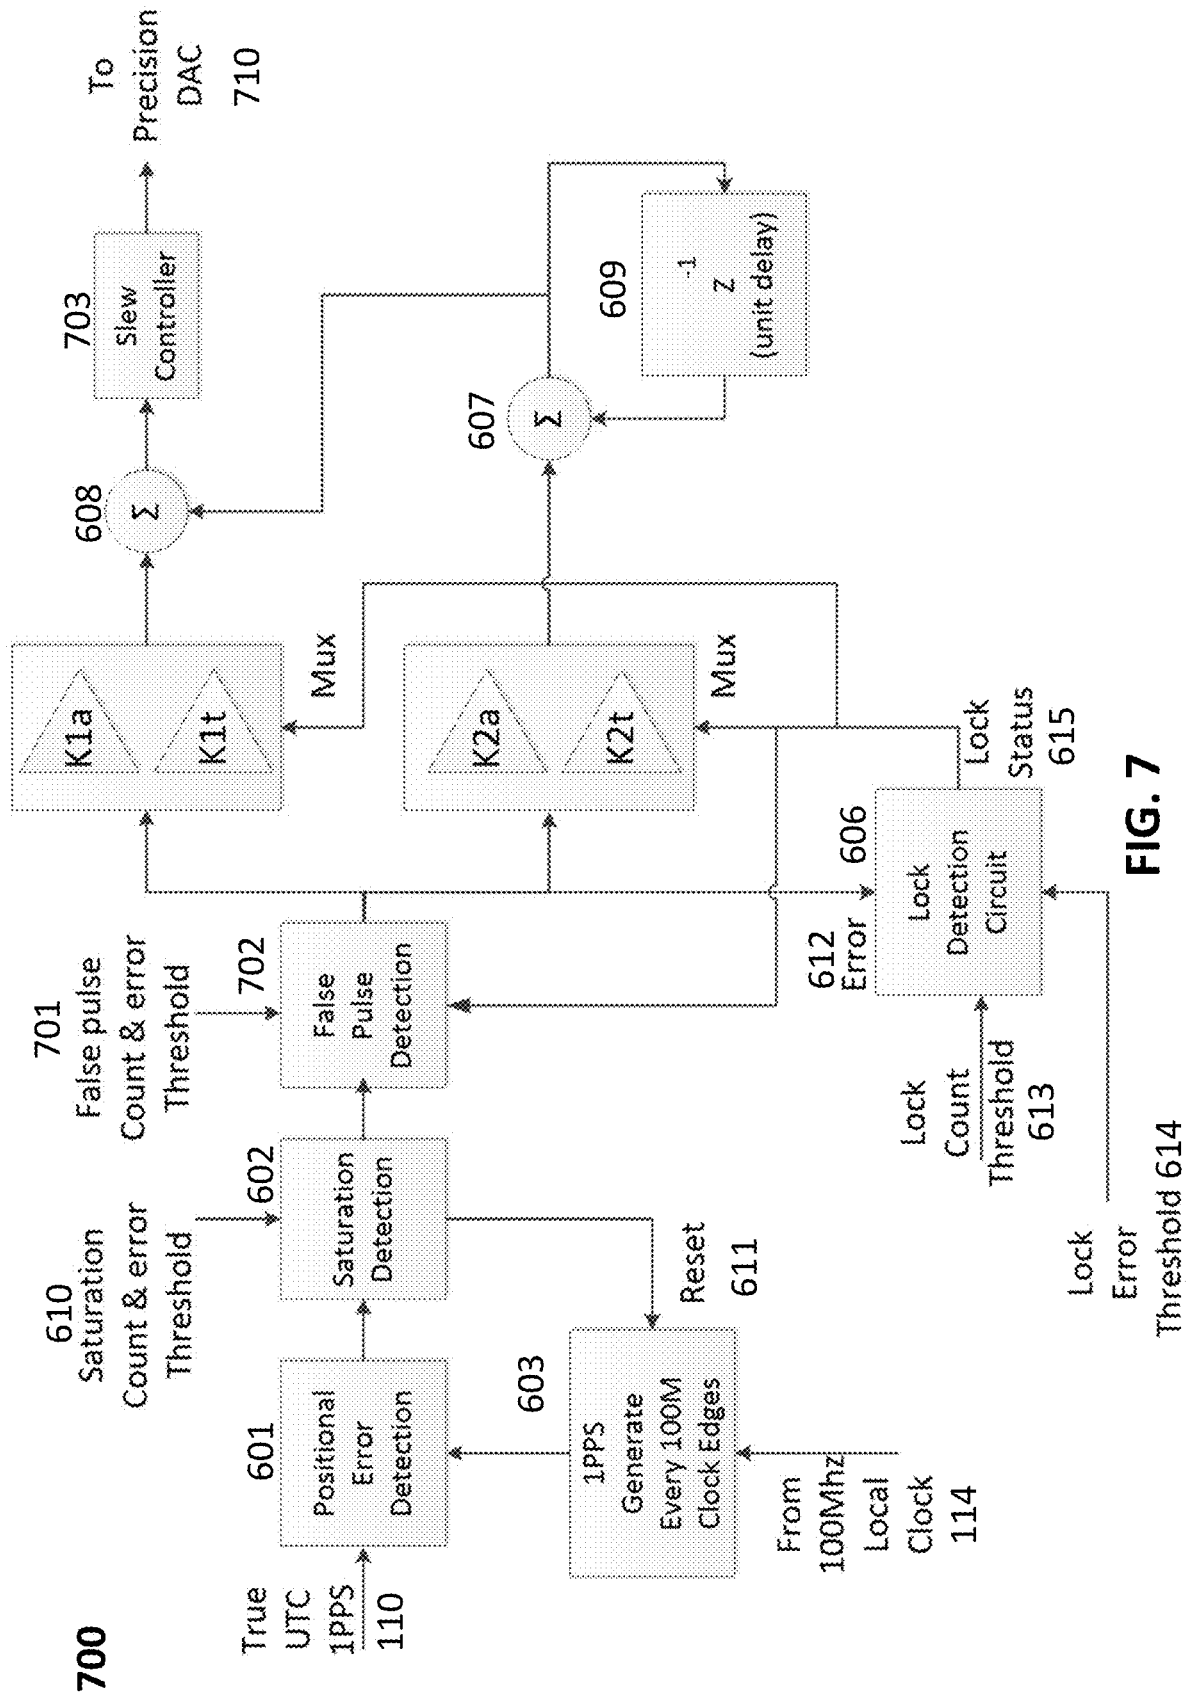 700
True
UTC
1PPS
110
601
Positional
Error
Detection
610
Saturation
Count & error
Threshold
602
Saturation
Detection
701
False pulse
Count & error
Threshold
702
False
Pulse
Detection
603
1PPS
Generate
Every 100M
Clock Edges
From
100Mhz
Local
Clock
114
Reset
611
K1a
K1t
Mux
K2a
K2t
Mux
612
Error
606
Lock
Detection
Circuit
Lock
Count
Threshold
613
Lock
Error
Threshold 614
Lock
Status
615
608
Σ
607
Σ
609
z
-1
(unit delay)
703
Slew
Controller
To
Precision
DAC
710
FIG. 7